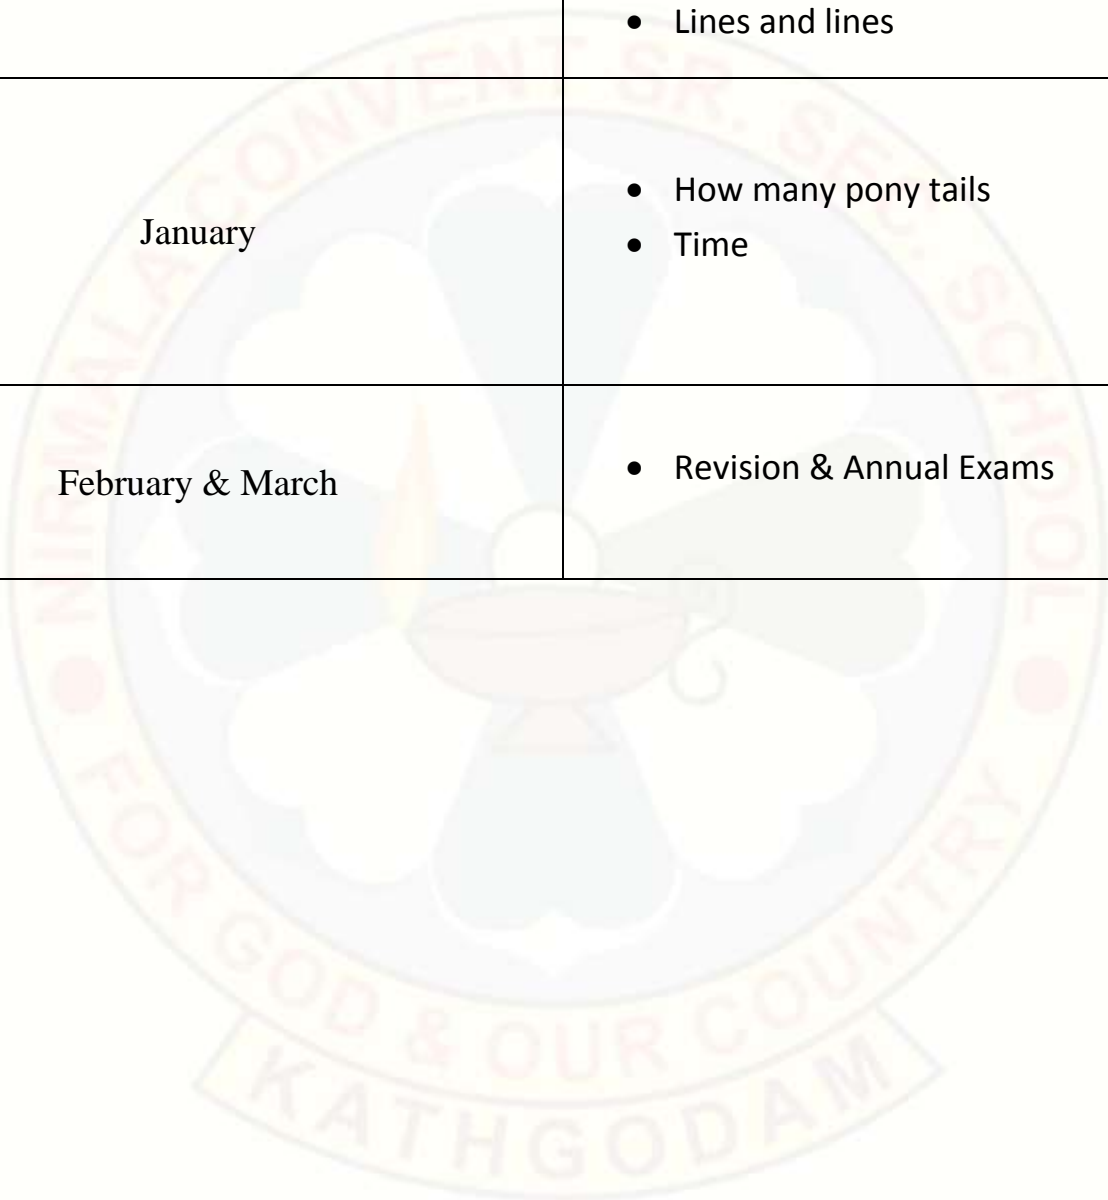 • Lines and lines
January
• How many pony tails
• Time
February & March
• Revision & Annual Exams
NIRMALA CONVENT SR. SEC. SCHOOL
FOR GOD & OUR COUNTRY
KATHGODAM